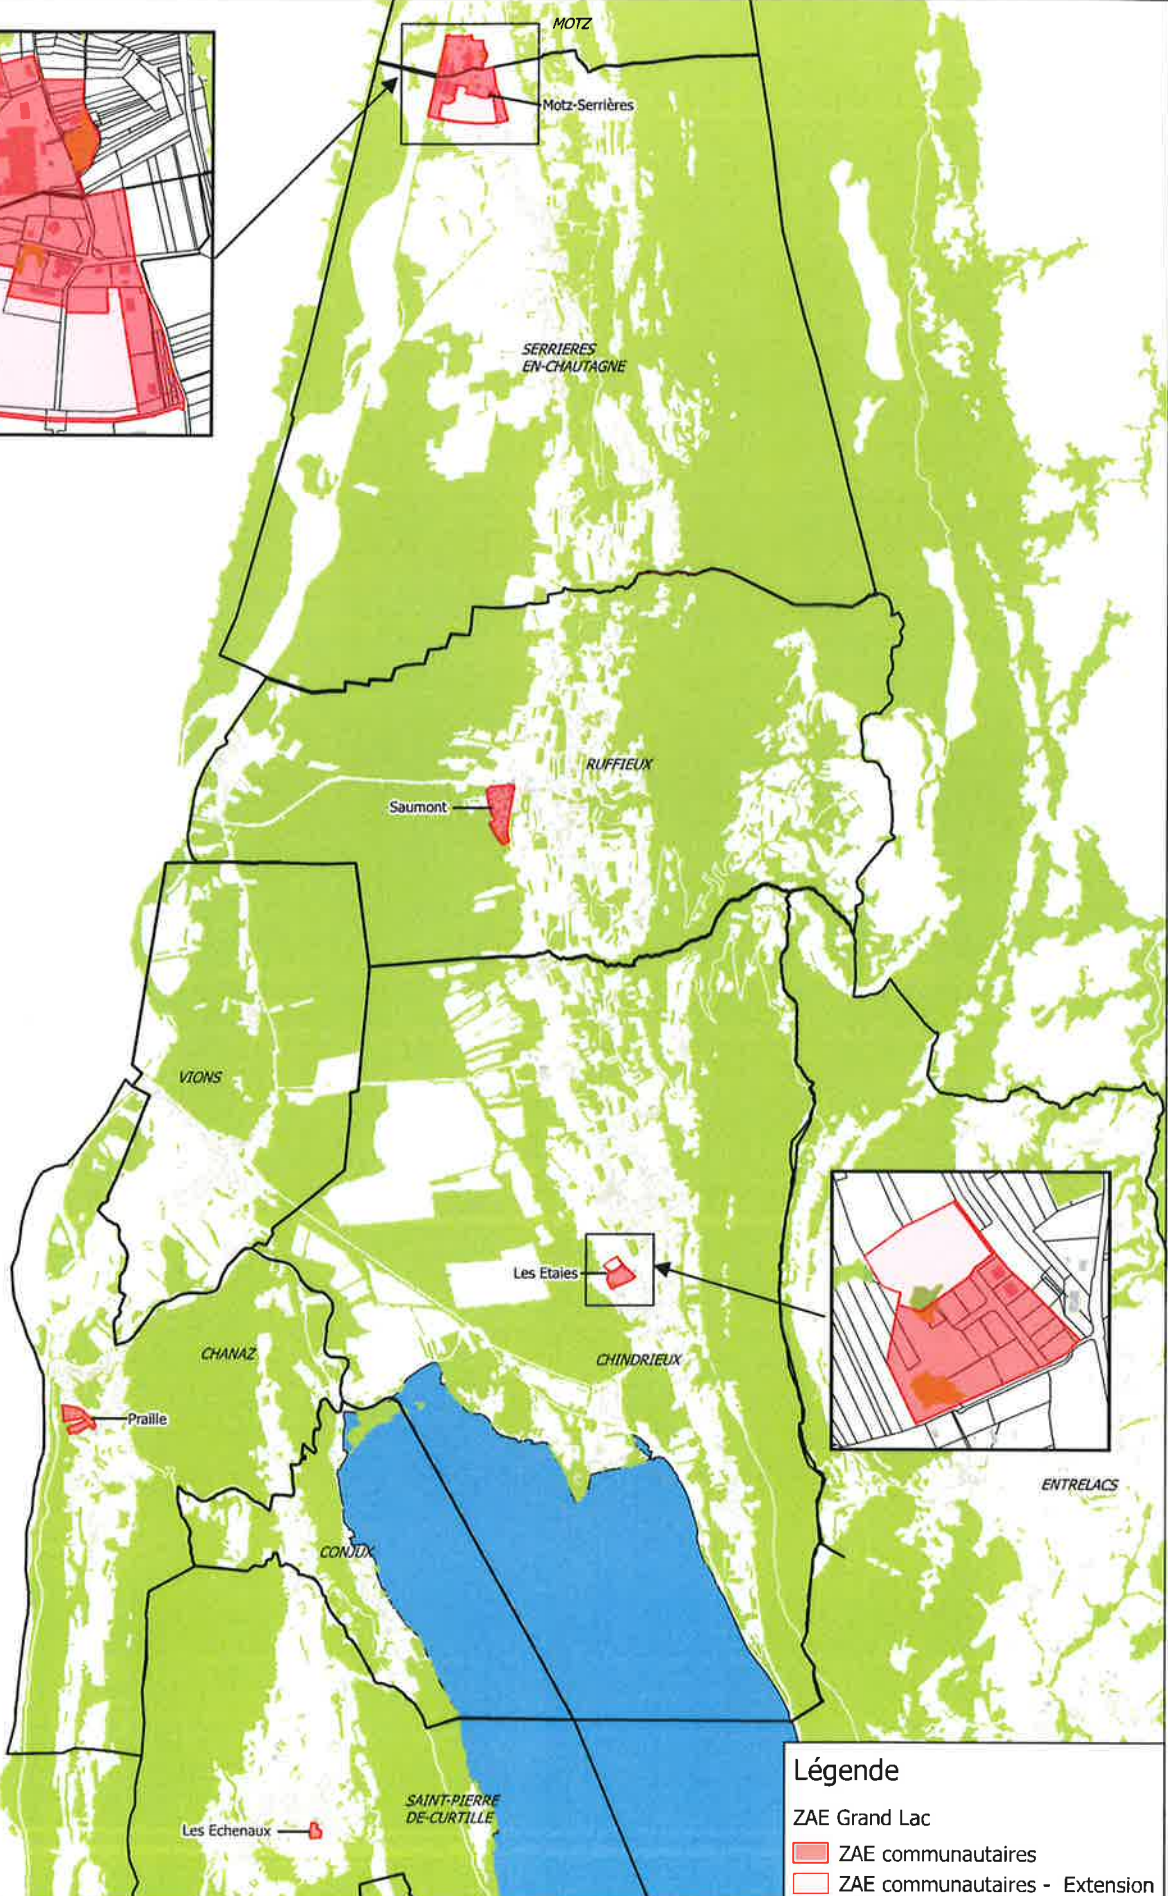 MOTZ
Motz-Serrières
SERRIERES
EN-CHAUTAGNE
RUFFIEUX
Saumont
VIONS
Les Etaies
CHANAZ
CHINDRIEUX
Praille
ENTRELACS
CONJUX
SAINT-PIERRE
DE-CURTILLE
Les Echenaux
Légende
ZAE Grand Lac
ZAE communautaires
ZAE communautaires - Extension